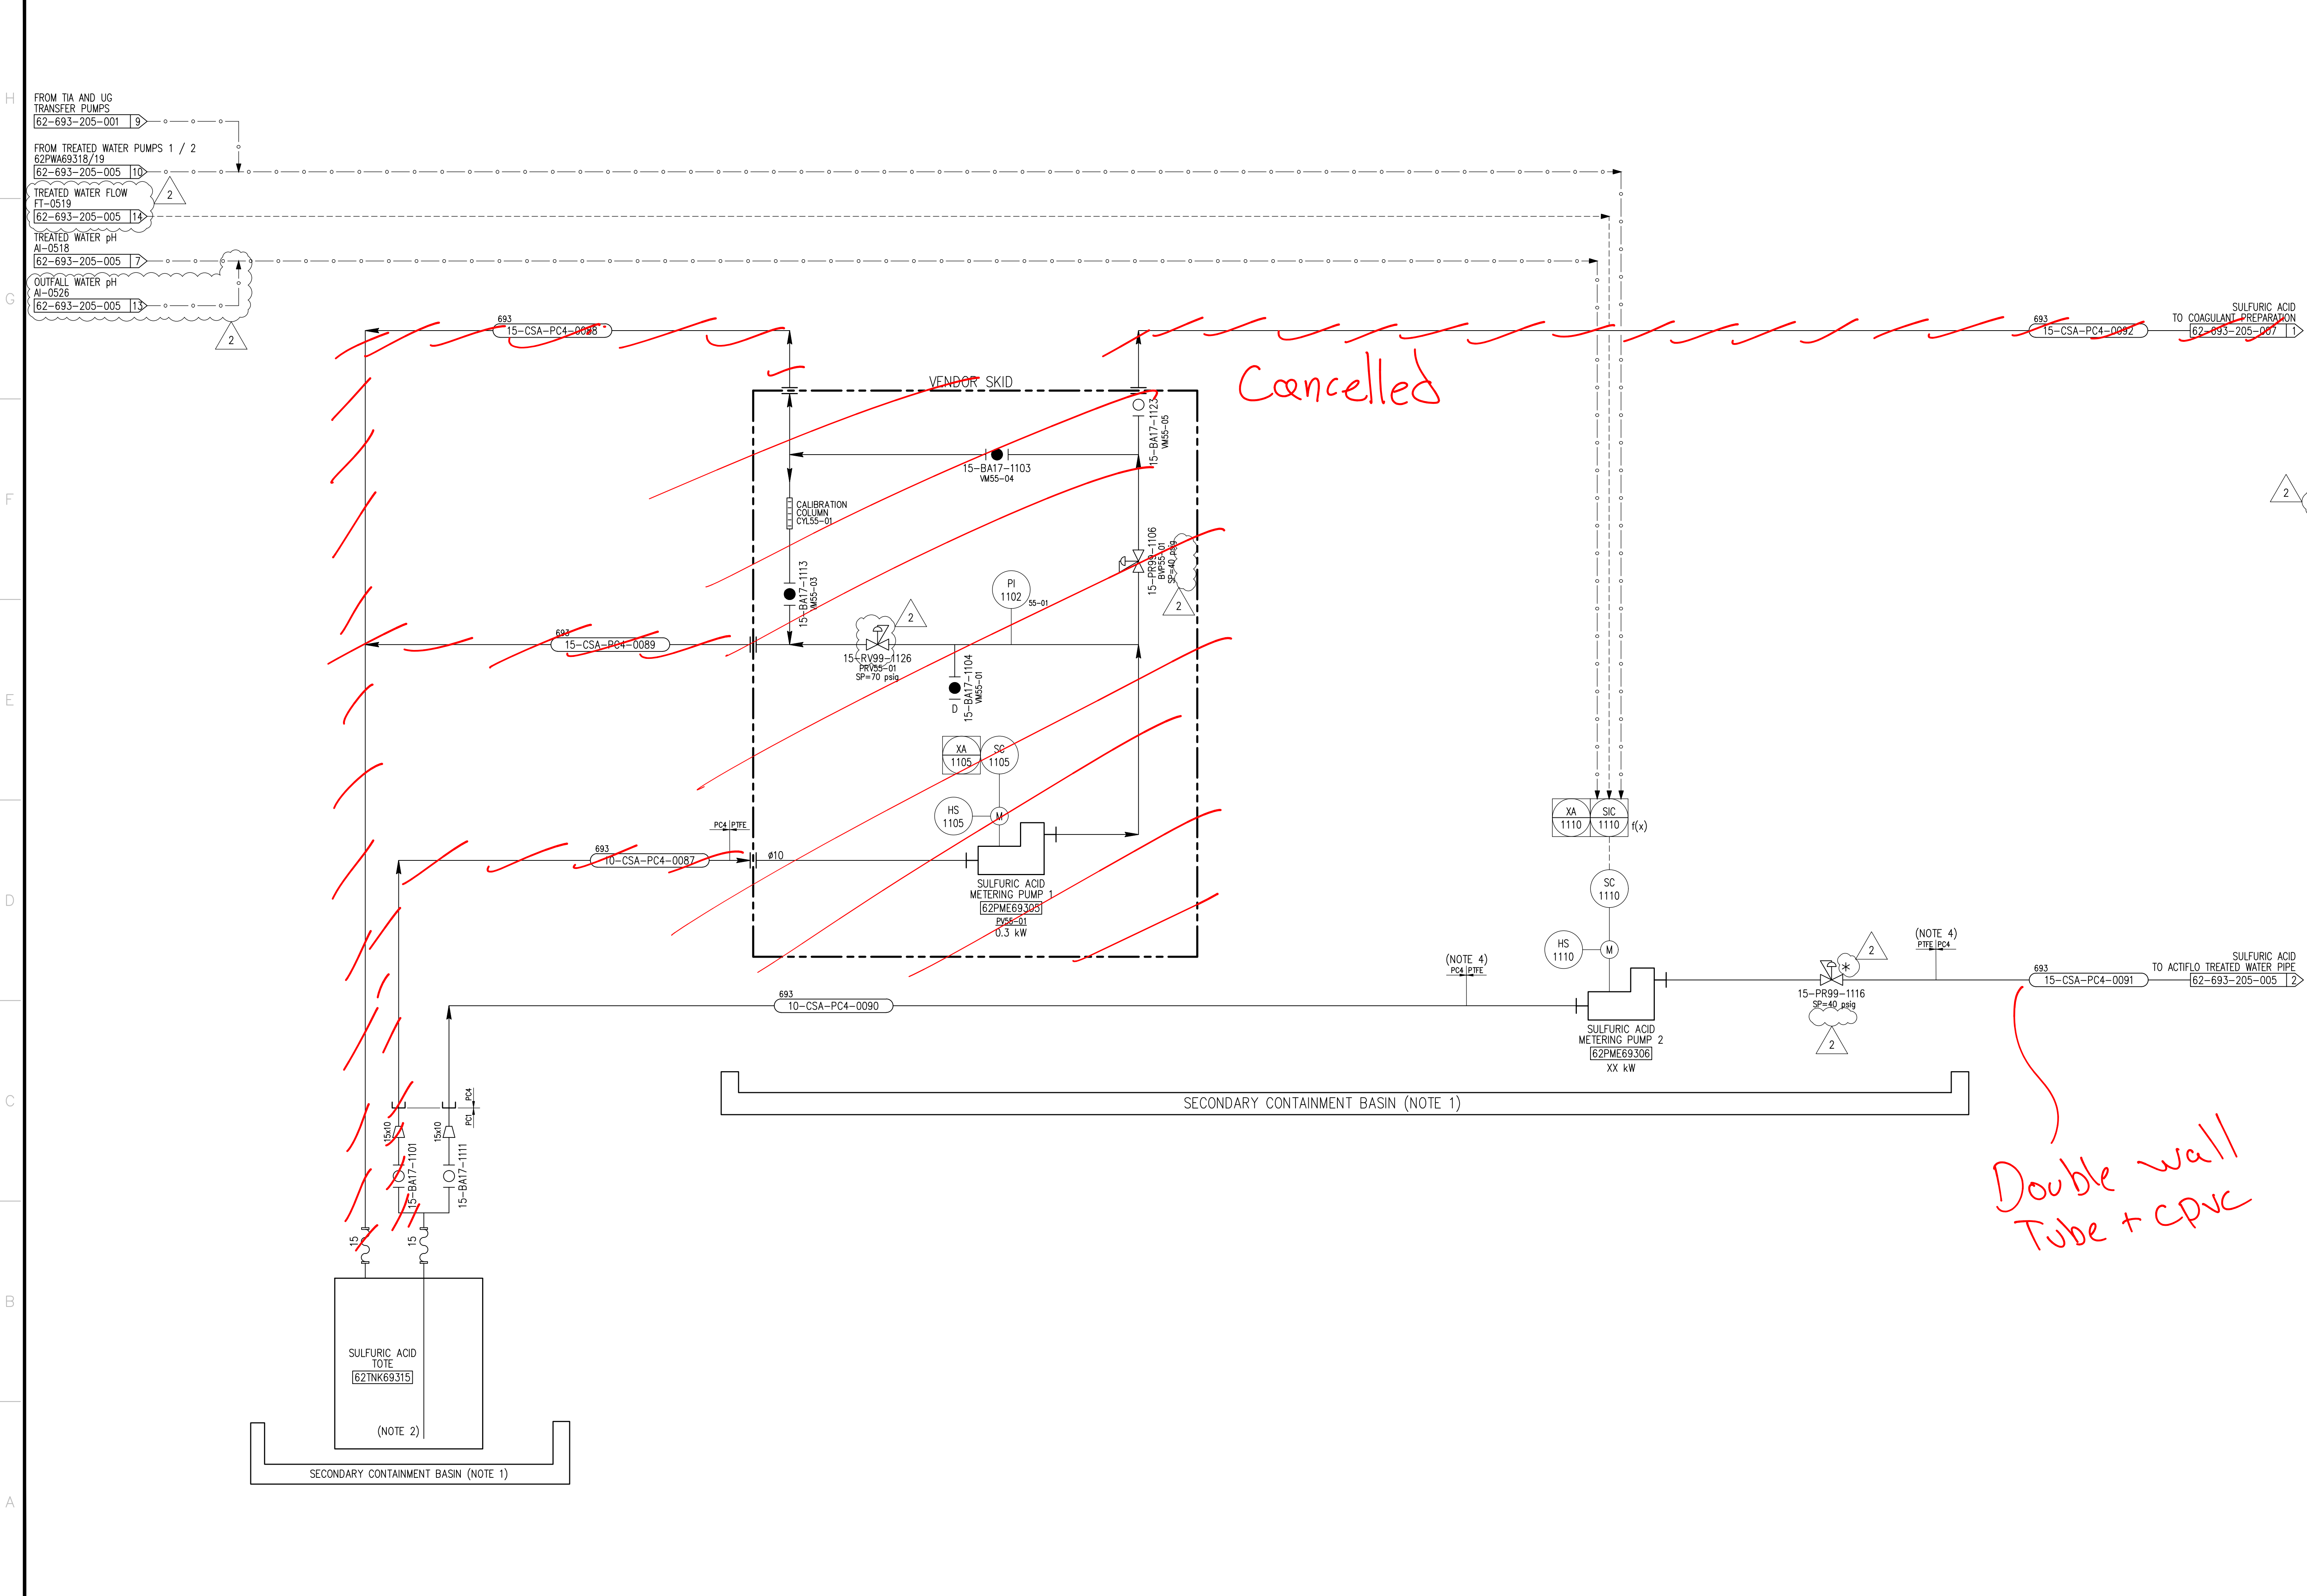 H
G
F
E
D
C
B
A
FROM TIA AND UG
TRANSFER PUMPS
62-693-205-001 9
FROM TREATED WATER PUMPS 1 / 2
62PWA69318/19
62-693-205-005 10
2
TREATED WATER FLOW
FT-0519
62-693-205-005 14
TREATED WATER pH
AI-0518
62-693-205-005 7
OUTFALL WATER pH
AI-0526
62-693-205-005 13
2
693
15-CSA-PC4-0088
693
15-CSA-PC4-0092
SULFURIC ACID
TO COAGULANT PREPARATION
62-693-205-007 1
Cancelled
VENDOR SKID
15-BA17-1123
VM55-05
15-BA17-1103
VM55-04
CALIBRATION
COLUMN
CYL55-01
2
15-PR99-1106
BVP55-01
SP=40 psig
2
15-BA17-1113
VM55-03
PI
1102
55-01
2
693
15-CSA-PC4-0089
15-RV99-1126
PRV55-01
SP=70 psig
15-BA17-1104
VM55-01
D
XA
1105
SC
1105
HS
1105
M
XA
1110
SIC
1110
f(x)
PC4 PTFE
693
10-CSA-PC4-0087
ø10
SULFURIC ACID
METERING PUMP 1
62PME69305
PV55-01
0.3 kW
SC
1110
HS
1110
M
(NOTE 4)
PC4 PTFE
2
*
(NOTE 4)
PTFE PC4
693
15-CSA-PC4-0091
SULFURIC ACID
TO ACTIFLO TREATED WATER PIPE
62-693-205-005 2
15-PR99-1116
SP=40 psig
2
693
10-CSA-PC4-0090
SULFURIC ACID
METERING PUMP 2
62PME69306
XX kW
SECONDARY CONTAINMENT BASIN (NOTE 1)
Double wall
Tube + CPVC
PC1 PC4
15x10
15x10
15-BA17-1101
15-BA17-1111
15
15
SULFURIC ACID
TOTE
62TNK69315
(NOTE 2)
SECONDARY CONTAINMENT BASIN (NOTE 1)